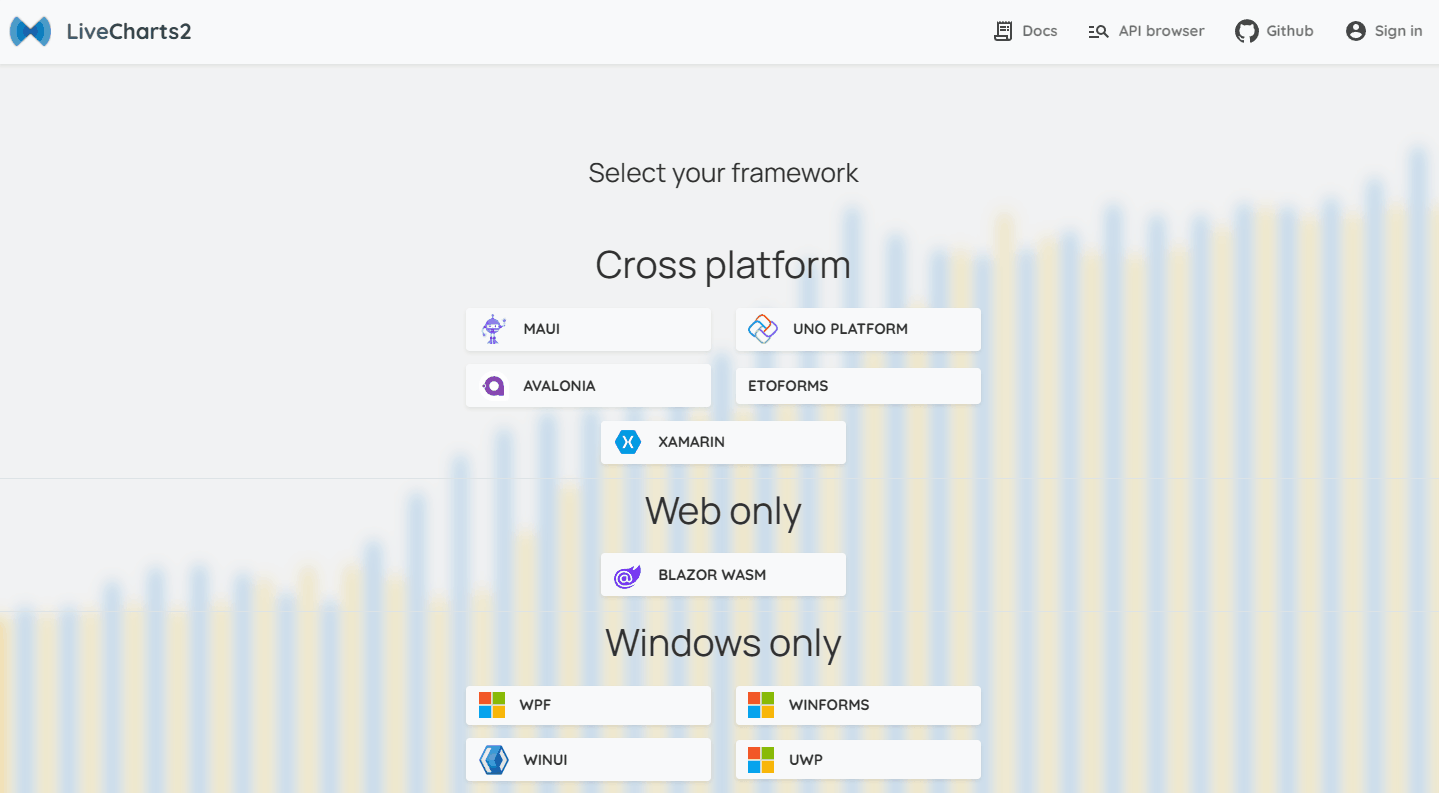 LiveCharts2
Docs
API browser
Github
Sign in
Select your framework
Cross platform
MAUI
UNO PLATFORM
AVALONIA
ETOFORMS
XAMARIN
Web only
BLAZOR WASM
Windows only
WPF
WINFORMS
WINUI
UWP